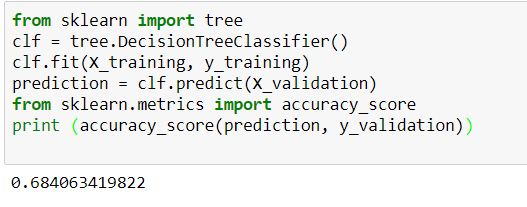 from sklearn import tree
clf = tree.DecisionTreeClassifier()
clf.fit(X_training, y_training)
prediction = clf.predict(X_validation)
from sklearn.metrics import accuracy_score
print (accuracy_score(prediction, y_validation))
0.684063419822